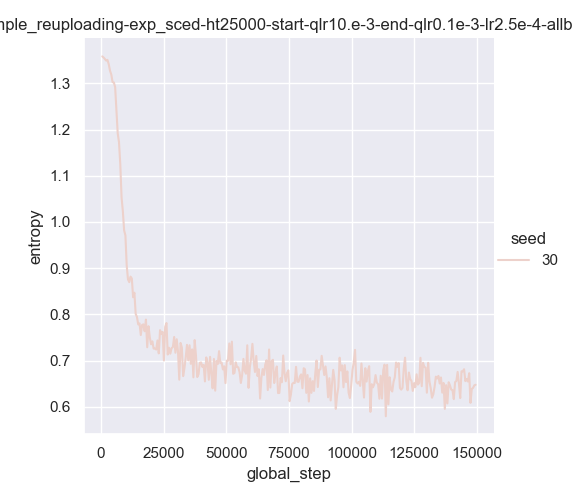 nple_reuploading-exp_sced-ht25000-start-qlr10.e-3-end-qlr0.1e-3-lr2.5e-4-allb
1.3
1.2
1.1
1.0
0.9
0.8
0.7
0.6
entropy
seed
30
0 25000 50000 75000 100000 125000 150000
global_step